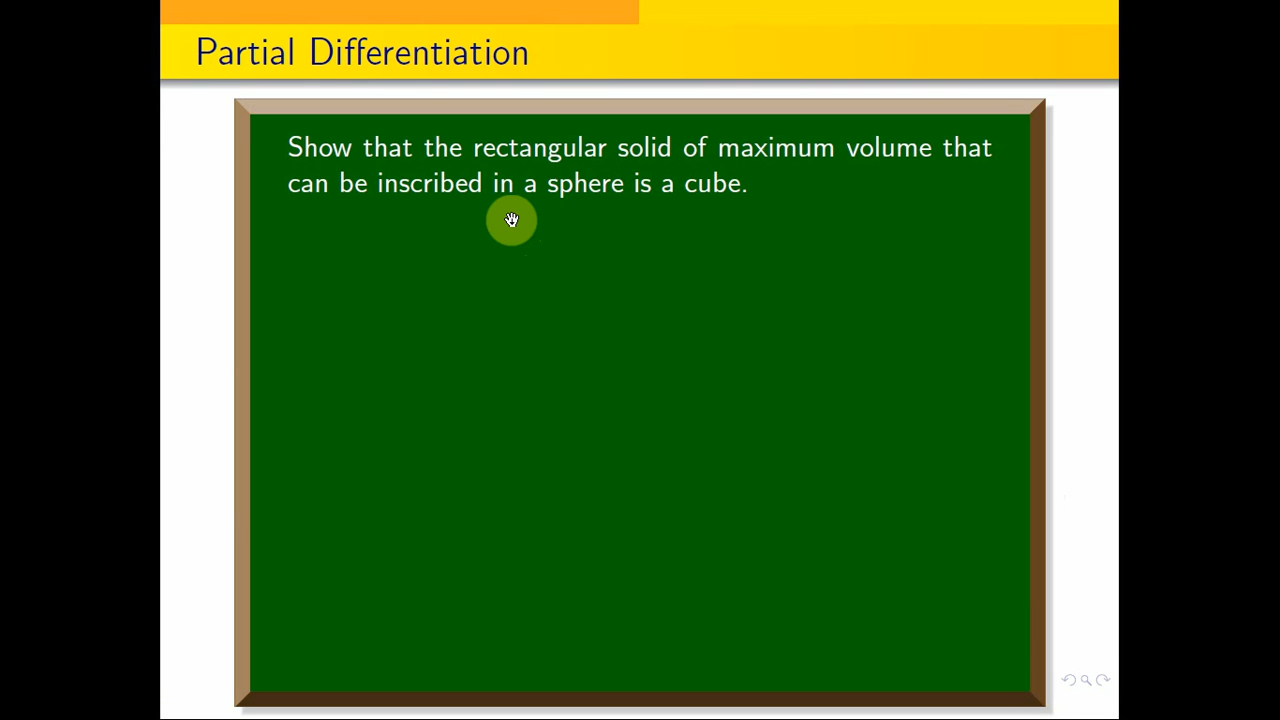 Partial Differentiation
Show that the rectangular solid of maximum volume that
can be inscribed in a sphere is a cube.